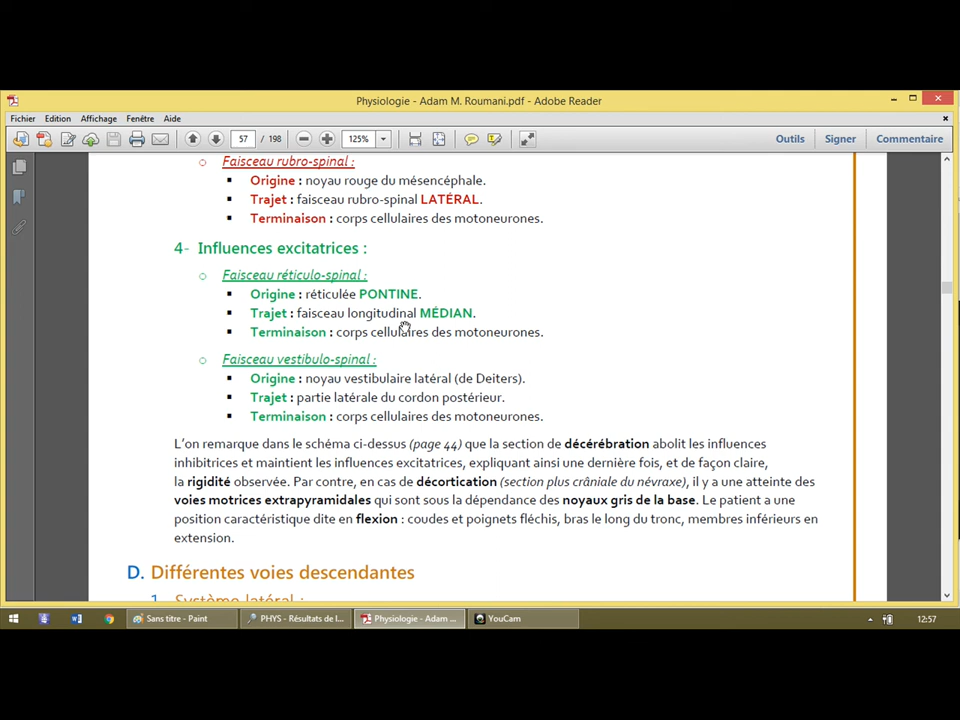 Physiologie - Adam M. Roumani.pdf - Adobe Reader
Fichier Edition Affichage Fenêtre Aide
57 / 198 125% Outils Signer Commentaire
Faisceau rubro-spinal :
Origine : noyau rouge du mésencéphale.
Trajet : faisceau rubro-spinal LATÉRAL.
Terminaison : corps cellulaires des motoneurones.
4- Influences excitatrices :
Faisceau réticulo-spinal :
Origine : réticulée PONTINE.
Trajet : faisceau longitudinal MÉDIAN.
Terminaison : corps cellulaires des motoneurones.
Faisceau vestibulo-spinal :
Origine : noyau vestibulaire latéral (de Deiters).
Trajet : partie latérale du cordon postérieur.
Terminaison : corps cellulaires des motoneurones.
L'on remarque dans le schéma ci-dessus (page 44) que la section de décérébration abolit les influences
inhibitrices et maintient les influences excitatrices, expliquant ainsi une dernière fois, et de façon claire,
la rigidité observée. Par contre, en cas de décortication (section plus crâniale du névraxe), il y a une atteinte des
voies motrices extrapyramidales qui sont sous la dépendance des noyaux gris de la base. Le patient a une
position caractéristique dite en flexion : coudes et poignets fléchis, bras le long du tronc, membres inférieurs en
extension.
D. Différentes voies descendantes
1. Système latéral :
Sans titre - Paint PHYS - Résultats de l... Physiologie - Adam ... YouCam 12:57